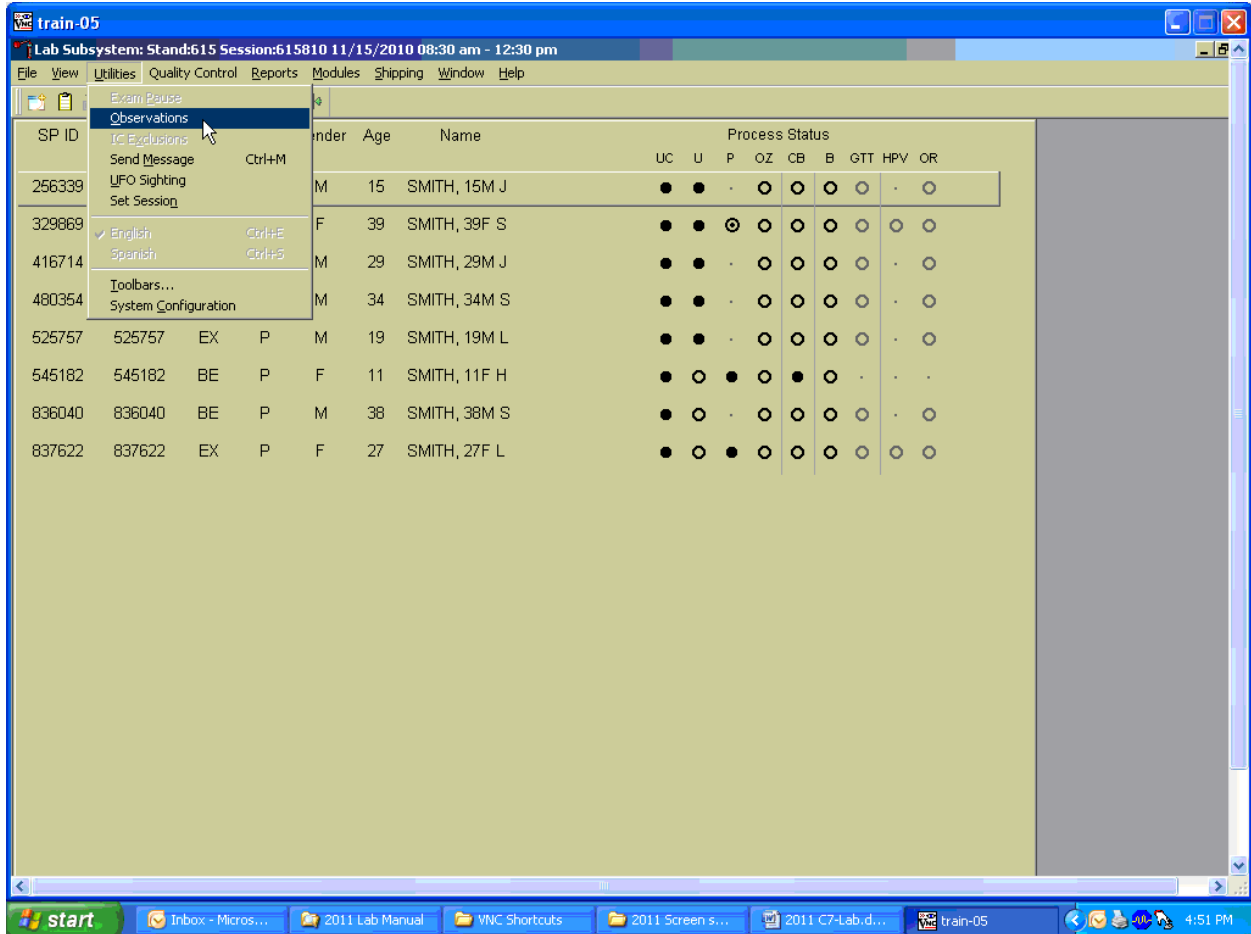 train-05
Lab Subsystem: Stand:615 Session:615810 11/15/2010 08:30 am - 12:30 pm
File View Utilities Quality Control Reports Modules Shipping Window Help
Exam Pause
Observations
IC Exclusions
Send Message Ctrl+M
UFO Sighting
Set Session
English Ctrl+E
Spanish Ctrl+S
Toolbars...
System Configuration
SP ID ender Age Name Process Status
UC U P OZ CB B GTT HPV OR
256339 M 15 SMITH, 15M J
329869 F 39 SMITH, 39F S
416714 M 29 SMITH, 29M J
480354 M 34 SMITH, 34M S
525757 525757 EX P M 19 SMITH, 19M L
545182 545182 BE P F 11 SMITH, 11F H
836040 836040 BE P M 38 SMITH, 38M S
837622 837622 EX P F 27 SMITH, 27F L
start Inbox - Micros... 2011 Lab Manual VNC Shortcuts 2011 Screen s... 2011 C7-Lab.d... train-05 4:51 PM